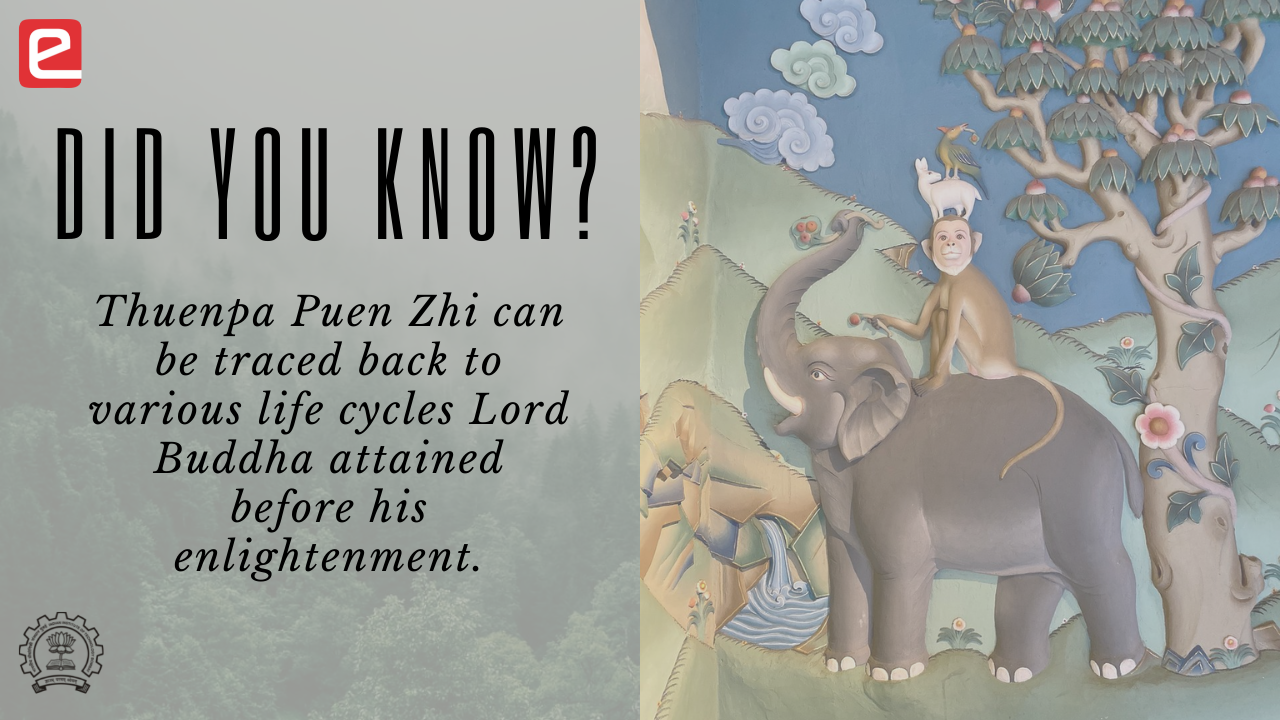 DID YOU KNOW?
Thuenpa Puen Zhi can
be traced back to
various life cycles Lord
Buddha attained
before his
enlightenment.